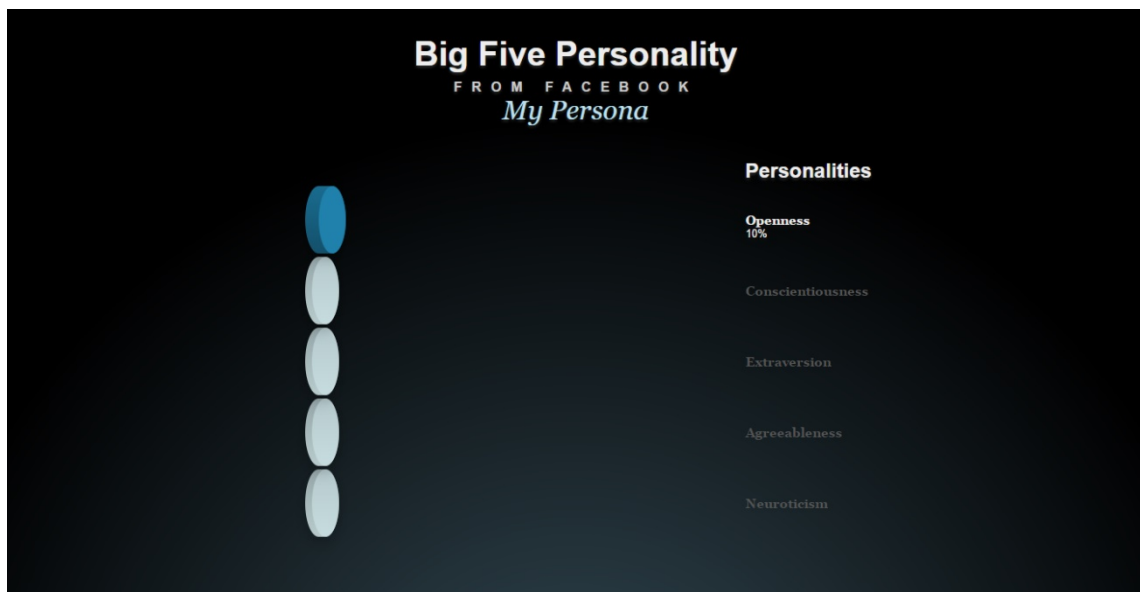 Big Five Personality
FROM FACEBOOK
My Persona
Personalities
Openness
10%
Conscientiousness
Extraversion
Agreeableness
Neuroticism